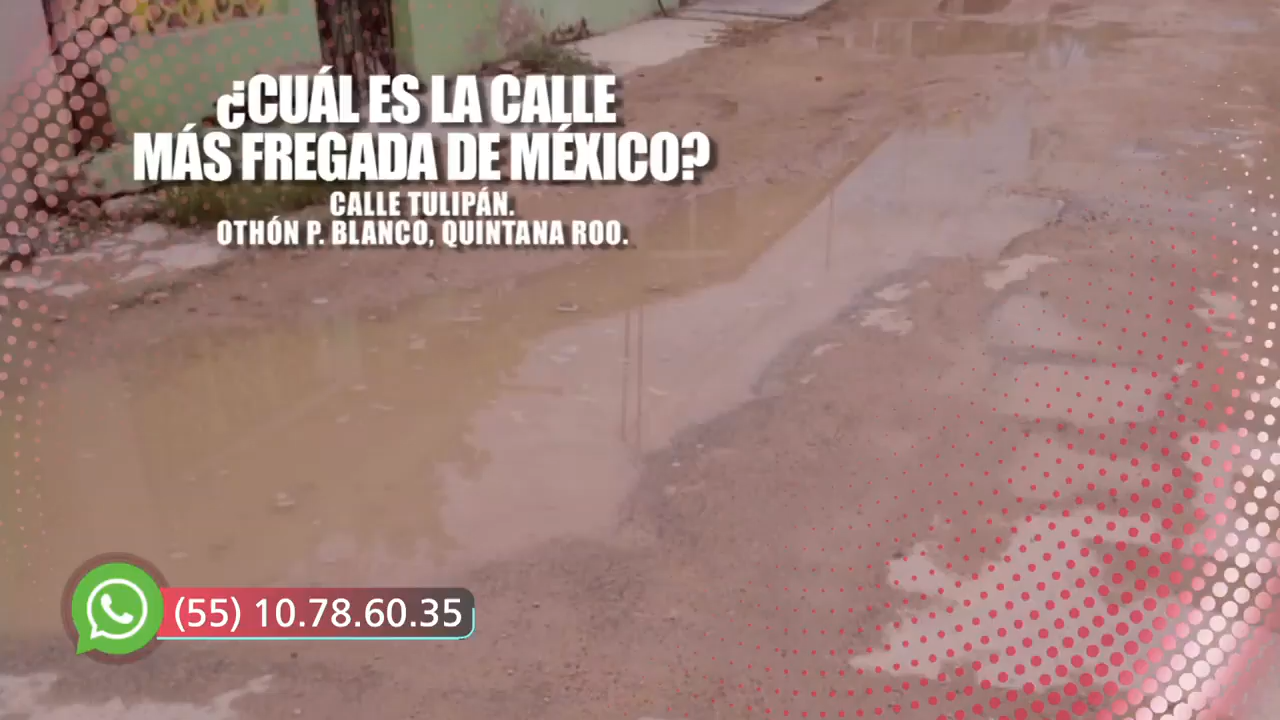 ¿CUÁL ES LA CALLE
MÁS FREGADA DE MÉXICO?
CALLE TULIPÁN.
OTHÓN P. BLANCO, QUINTANA ROO.
(55) 10.78.60.35